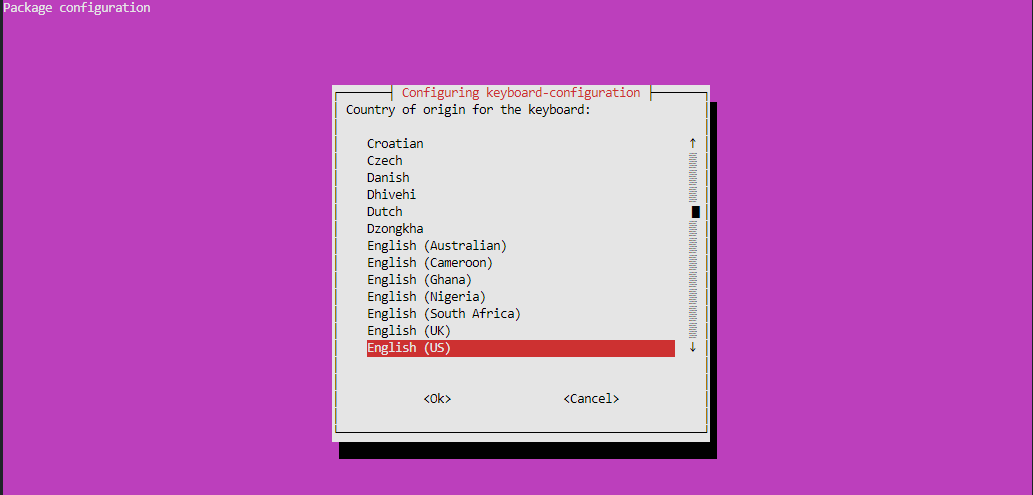 Package configuration
Configuring keyboard-configuration
Country of origin for the keyboard:
Croatian
Czech
Danish
Dhivehi
Dutch
Dzongkha
English (Australian)
English (Cameroon)
English (Ghana)
English (Nigeria)
English (South Africa)
English (UK)
English (US)
<Ok> <Cancel>